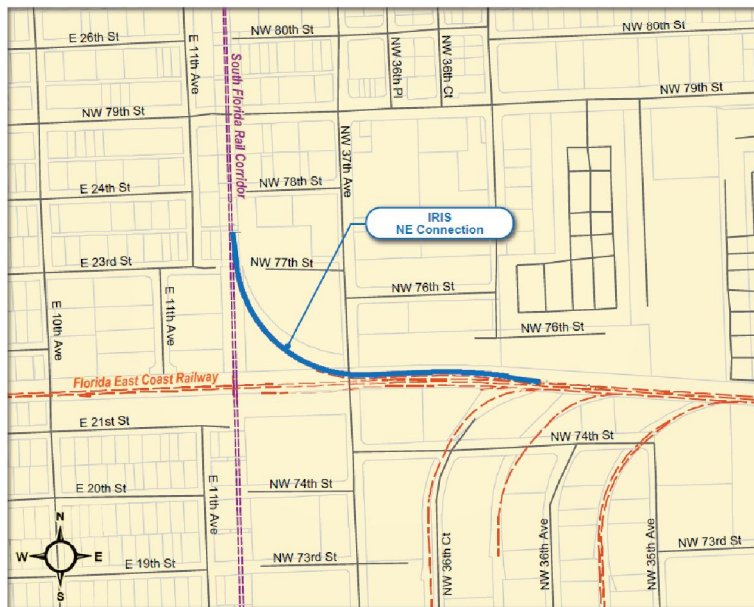 E 26th St
NW 80th St
NW 80th St
E 11th Ave
South Florida Rail Corridor
NW 36th Pl
NW 36th Ct
NW 79th St
NW 79th St
NW 37th Ave
E 24th St
NW 78th St
IRIS
NE Connection
E 23rd St
NW 77th St
NW 76th St
E 10th Ave
E 11th Ave
NW 76th St
Florida East Coast Railway
E 21st St
NW 74th St
E 11th Ave
E 20th St
NW 74th St
NW 36th Ct
NW 36th Ave
NW 35th Ave
N
W
E
S
E 19th St
NW 73rd St
NW 73rd St